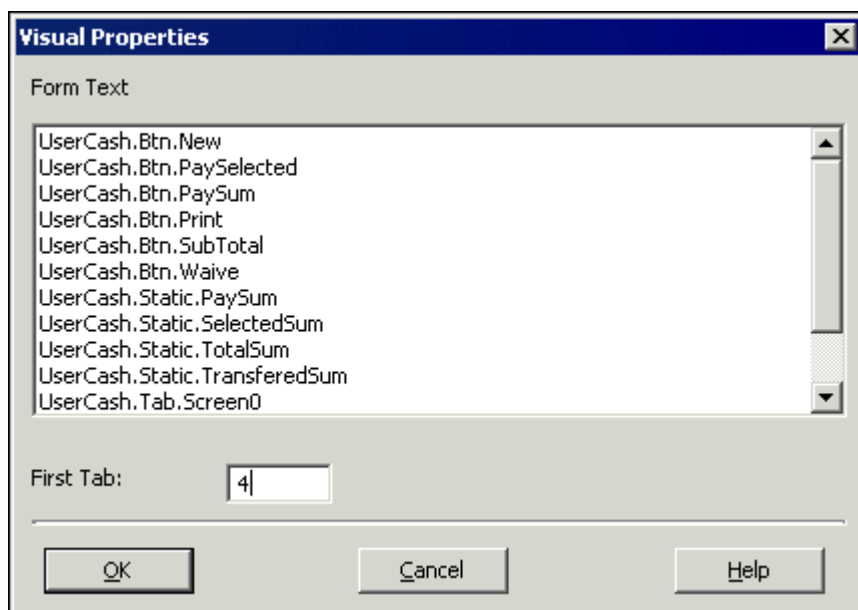 Visual Properties
Form Text
UserCash.Btn.New
UserCash.Btn.PaySelected
UserCash.Btn.PaySum
UserCash.Btn.Print
UserCash.Btn.SubTotal
UserCash.Btn.Waive
UserCash.Static.PaySum
UserCash.Static.SelectedSum
UserCash.Static.TotalSum
UserCash.Static.TransferedSum
UserCash.Tab.Screen0
First Tab: 4
OK Cancel Help